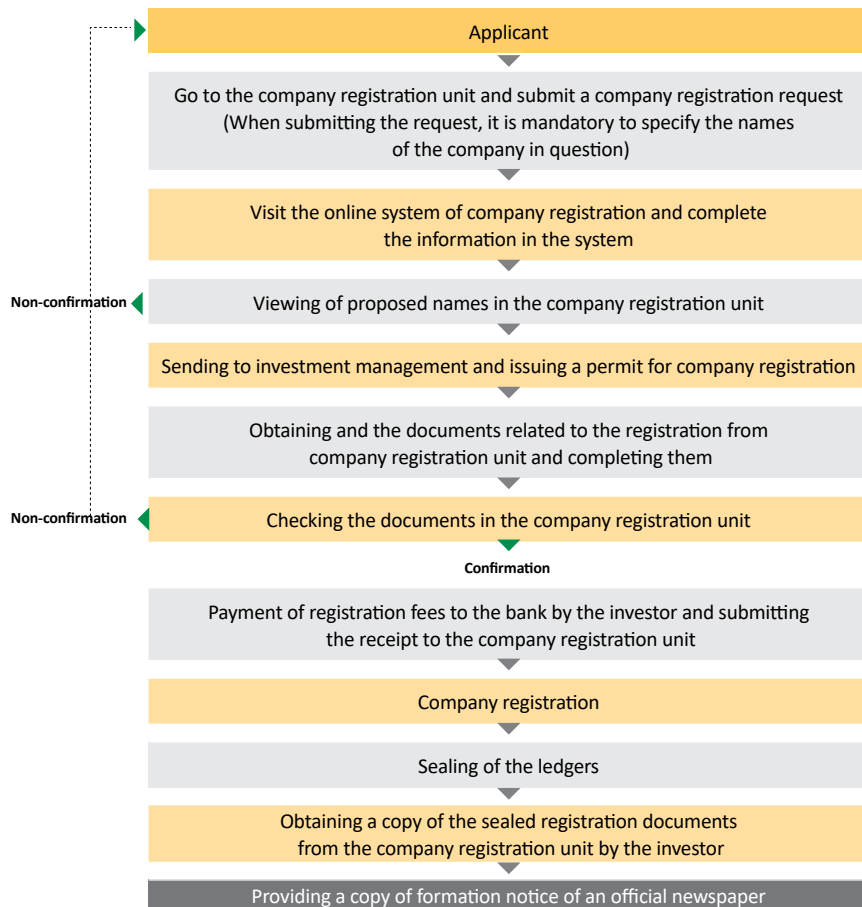 Applicant
Go to the company registration unit and submit a company registration request
(When submitting the request, it is mandatory to specify the names
of the company in question)
Visit the online system of company registration and complete
the information in the system
Non-confirmation
Viewing of proposed names in the company registration unit
Sending to investment management and issuing a permit for company registration
Obtaining and the documents related to the registration from
company registration unit and completing them
Non-confirmation
Checking the documents in the company registration unit
Confirmation
Payment of registration fees to the bank by the investor and submitting
the receipt to the company registration unit
Company registration
Sealing of the ledgers
Obtaining a copy of the sealed registration documents
from the company registration unit by the investor
Providing a copy of formation notice of an official newspaper